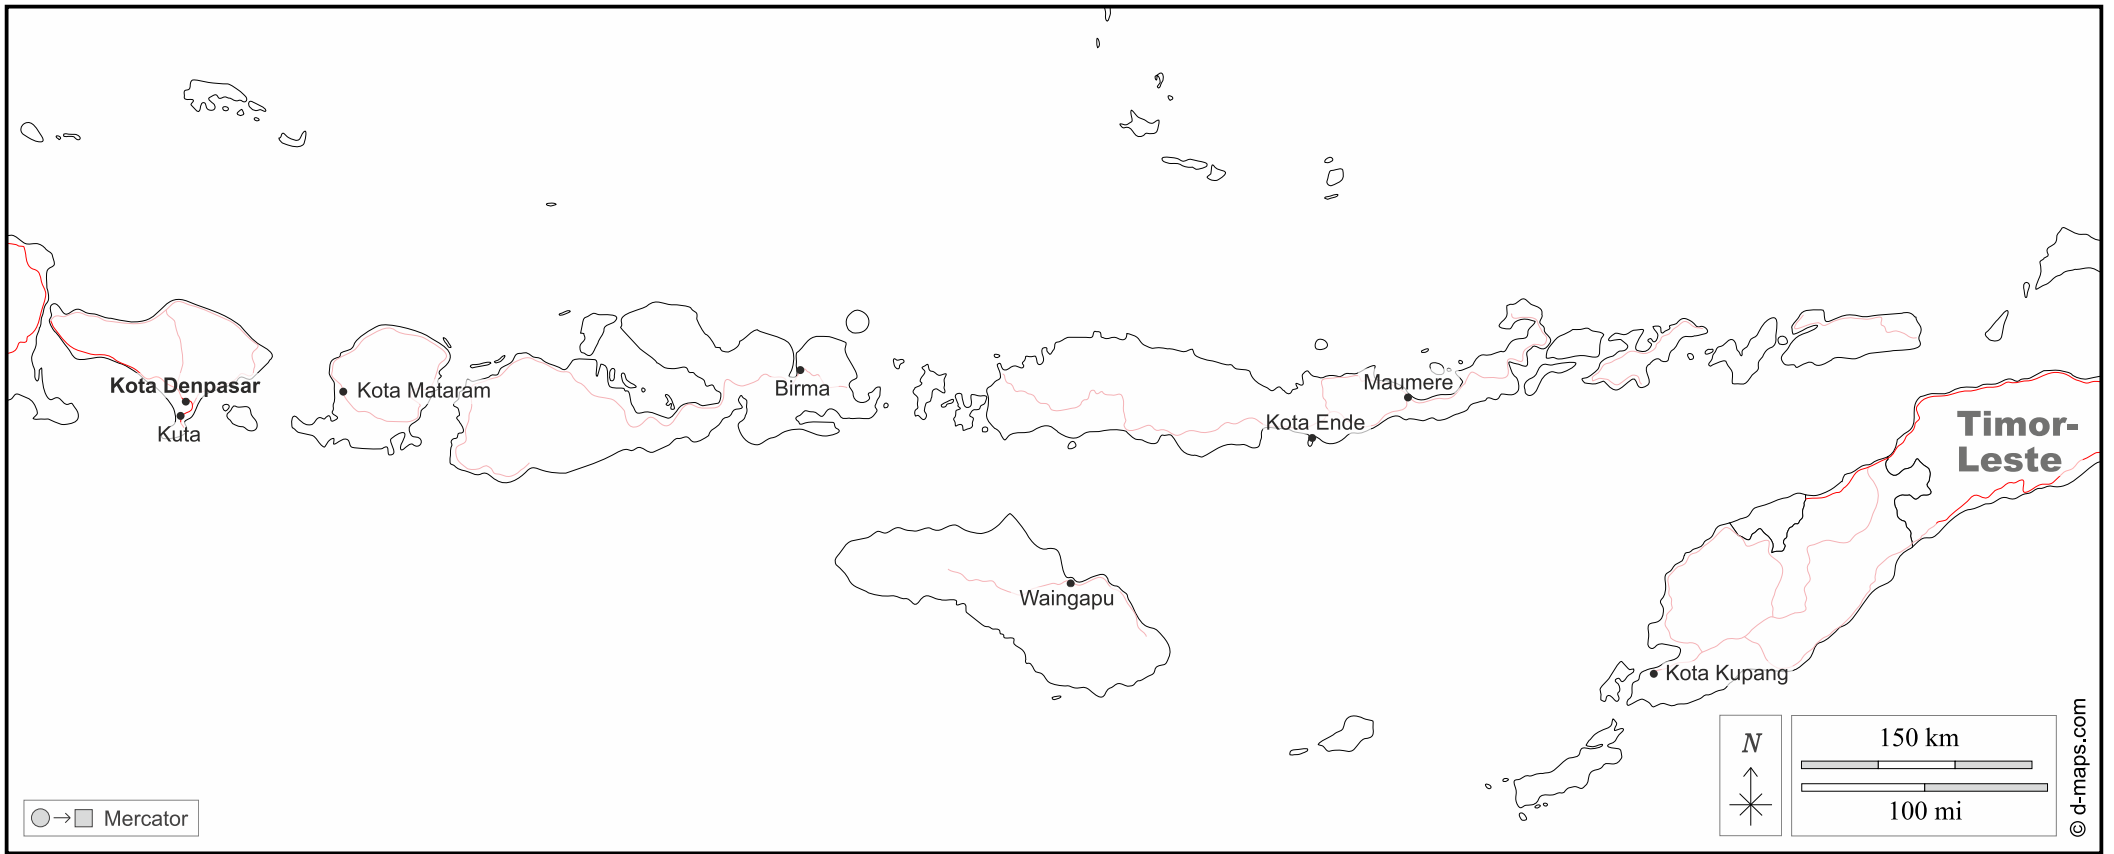 Kota Denpasar
Kuta
Kota Mataram
Birma
Maumere
Kota Ende
Timor-
Leste
Waingapu
Kota Kupang
N
150 km
100 mi
Mercator
© d-maps.com